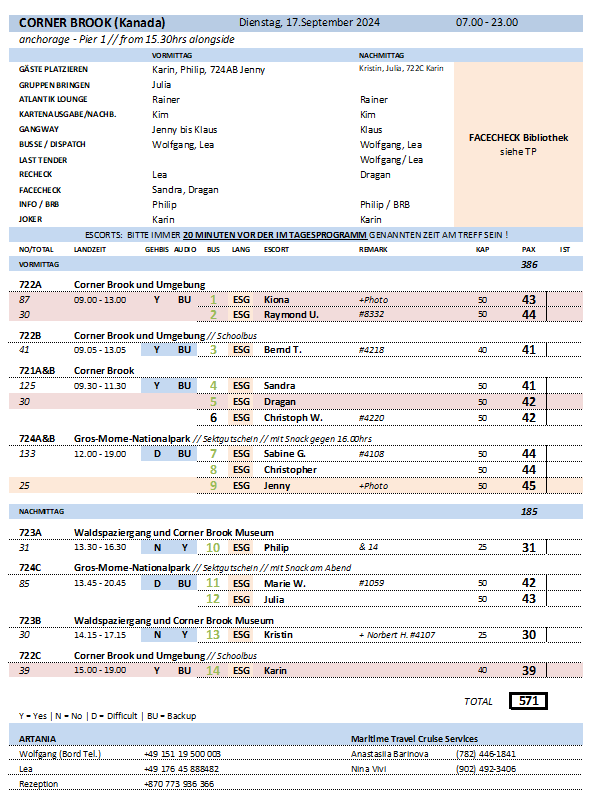 CORNER BROOK (Kanada) Dienstag, 17.September 2024 07.00 - 23.00
anchorage - Pier 1 // from 15.30hrs alongside
VORMITTAG NACHMITTAG
GÄSTE PLATZIEREN Karin, Philip, 724AB Jenny Kristin, Julia, 722C Karin
GRUPPEN BRINGEN Julia
ATLANTIK LOUNGE Rainer Rainer
KARTENAUSGABE/NACHB. Kim Kim
GANGWAY Jenny bis Klaus Klaus
FACECHECK Bibliothek
BUSSE / DISPATCH Wolfgang, Lea Wolfgang, Lea
siehe TP
LAST TENDER Wolfgang/ Lea
RECHECK Lea Dragan
FACECHECK Sandra, Dragan
INFO / BRB Philip Philip / BRB
JOKER Karin Karin
ESCORTS: BITTE IMMER 20 MINUTEN VOR DER IM TAGESPROGRAMM GENANNTEN ZEIT AM TREFF SEIN !
NO/TOTAL LANDZEIT GEHBIS AUDIO BUS LANG ESCORT REMARK KAP PAX IST
VORMITTAG 386
722A Corner Brook und Umgebung
87 09.00 - 13.00 Y BU 1 ESG Kiona +Photo 50 43
30 2 ESG Raymond U. #8332 50 44
722B Corner Brook und Umgebung // Schoolbus
41 09.05 - 13.05 Y BU 3 ESG Bernd T. #4218 40 41
721A&B Corner Brook
125 09.30 - 11.30 Y BU 4 ESG Sandra 50 41
30 5 ESG Dragan 50 42
6 ESG Christoph W. #4220 50 42
724A&B Gros-Morne-Nationalpark // Sektgutschein // mit Snack gegen 16.00hrs
133 12.00 - 19.00 D BU 7 ESG Sabine G. #4108 50 44
8 ESG Christopher 50 44
25 9 ESG Jenny +Photo 50 45
NACHMITTAG 185
723A Waldspaziergang und Corner Brook Museum
31 13.30 - 16.30 N Y 10 ESG Philip & 14 25 31
724C Gros-Morne-Nationalpark // Sektgutschein // mit Snack am Abend
85 13.45 - 20.45 D BU 11 ESG Marie W. #1059 50 42
12 ESG Julia 50 43
723B Waldspaziergang und Corner Brook Museum
30 14.15 - 17.15 N Y 13 ESG Kristin + Norbert H. #4107 25 30
722C Corner Brook und Umgebung // Schoolbus
39 15.00 - 19.00 Y BU 14 ESG Karin 40 39
TOTAL 571
Y = Yes | N = No | D = Difficult | BU = Backup
ARTANIA Maritime Travel Cruise Services
Wolfgang (Bord Tel.) +49 151 19 500 003 Anastasiia Barinova (782) 446-1841
Lea +49 176 45 888482 Nina Vivi (902) 492-3406
Rezeption +870 773 936 366